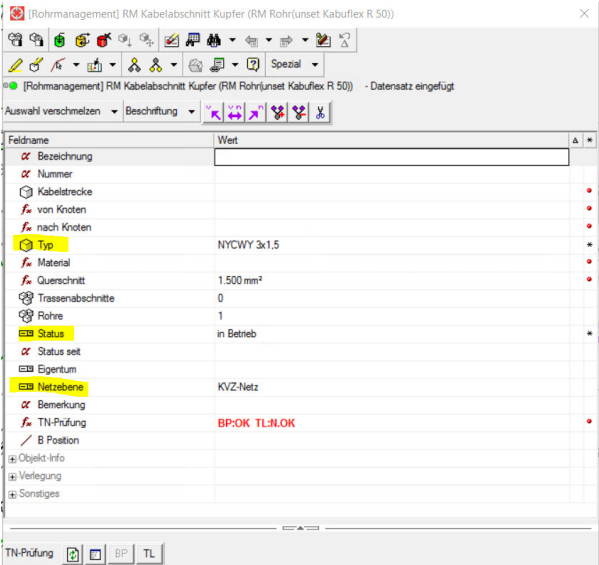 [Rohrmanagement] RM Kabelabschnitt Kupfer (RM Rohr(unset Kabuflex R 50))
Spezial
[Rohrmanagement] RM Kabelabschnitt Kupfer (RM Rohr(unset Kabuflex R 50)) - Datensatz eingefügt
Auswahl verschmelzen Beschriftung
Feldname Wert
Bezeichnung
Nummer
Kabelstrecke
von Knoten
nach Knoten
Typ NYCWY 3x1,5
Material
Querschnitt 1.500 mm²
Trassenabschnitte 0
Rohre 1
Status in Betrieb
Status seit
Eigentum
Netzebene KVZ-Netz
Bemerkung
TN-Prüfung BP:OK TL:N.OK
B Position
Objekt-Info
Verlegung
Sonstiges
TN-Prüfung BP TL